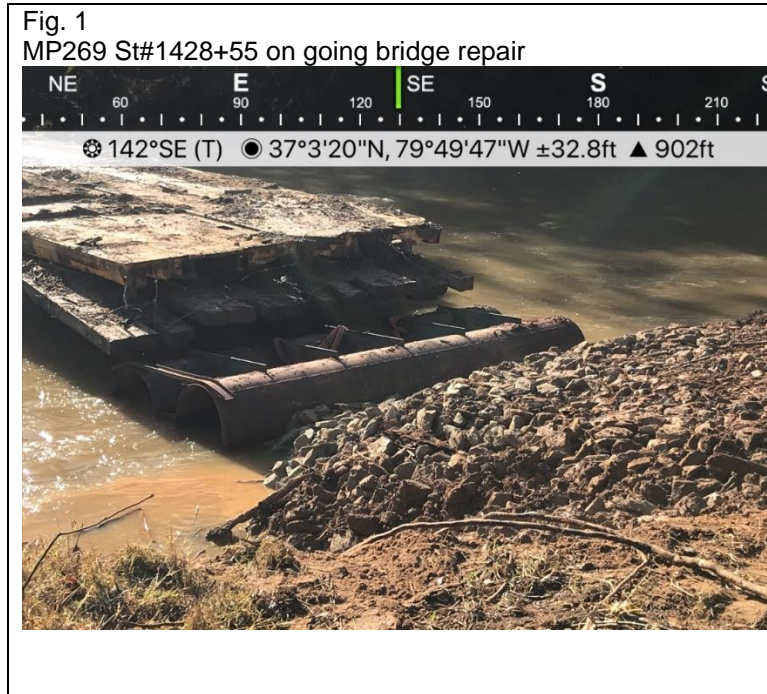 Fig. 1
MP269 St#1428+55 on going bridge repair
NE E SE S
60 90 120 150 180 210
142°SE (T) 37°3'20"N, 79°49'47"W ±32.8ft ▲ 902ft